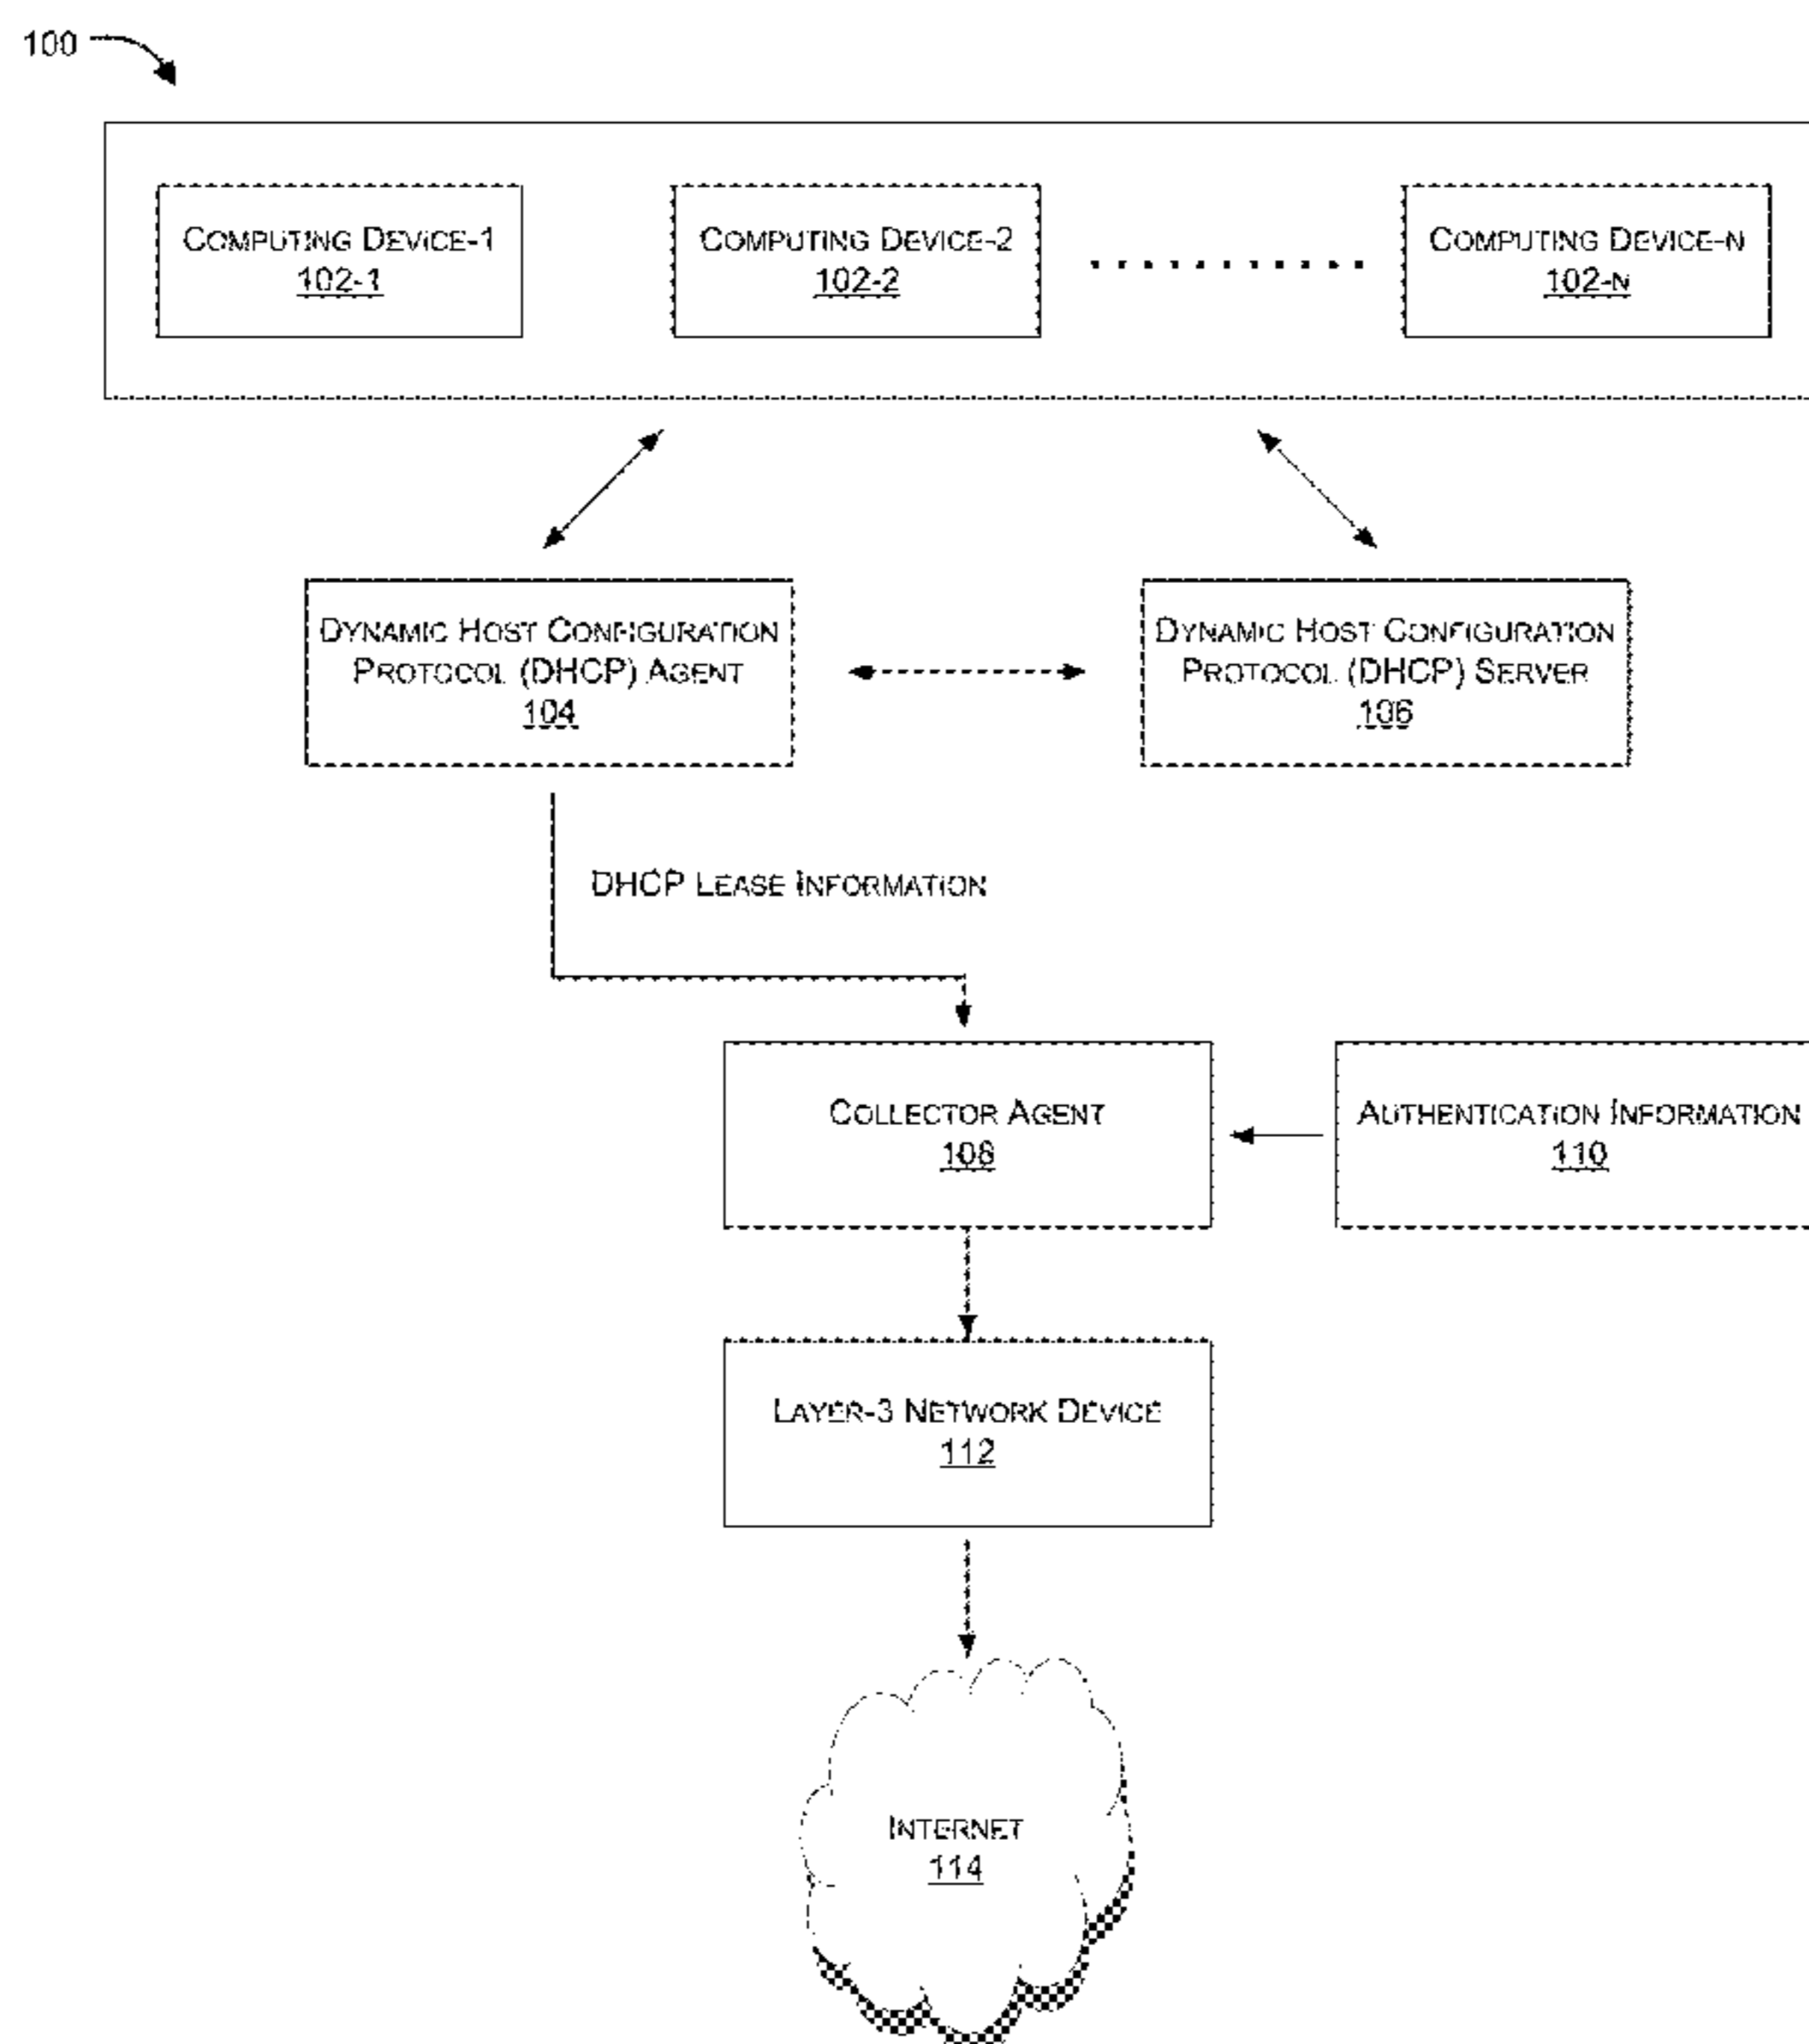 100
COMPUTING DEVICE-1
102-1
COMPUTING DEVICE-2
102-2
COMPUTING DEVICE-N
102-N
DYNAMIC HOST CONFIGURATION
PROTOCOL (DHCP) AGENT
104
DYNAMIC HOST CONFIGURATION
PROTOCOL (DHCP) SERVER
106
DHCP LEASE INFORMATION
COLLECTOR AGENT
108
AUTHENTICATION INFORMATION
110
LAYER-3 NETWORK DEVICE
112
INTERNET
114